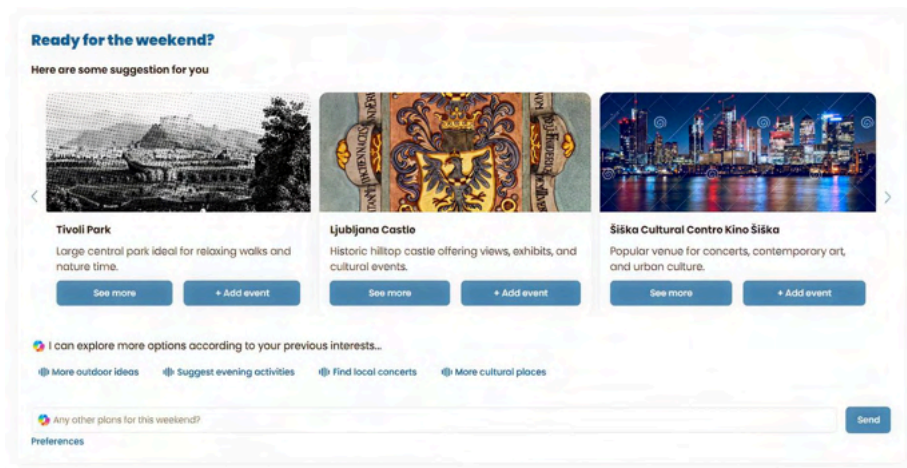 Ready for the weekend?
Here are some suggestion for you
Tivoli Park
Large central park ideal for relaxing walks and
nature time.
See more
+ Add event
Ljubljana Castle
Historic hilltop castle offering views, exhibits, and
cultural events.
See more
+ Add event
Šiška Cultural Centre Kino Šiška
Popular venue for concerts, contemporary art,
and urban culture.
See more
+ Add event
I can explore more options according to your previous interests...
More outdoor ideas
Suggest evening activities
Find local concerts
More cultural places
Any other plans for this weekend?
Send
Preferences